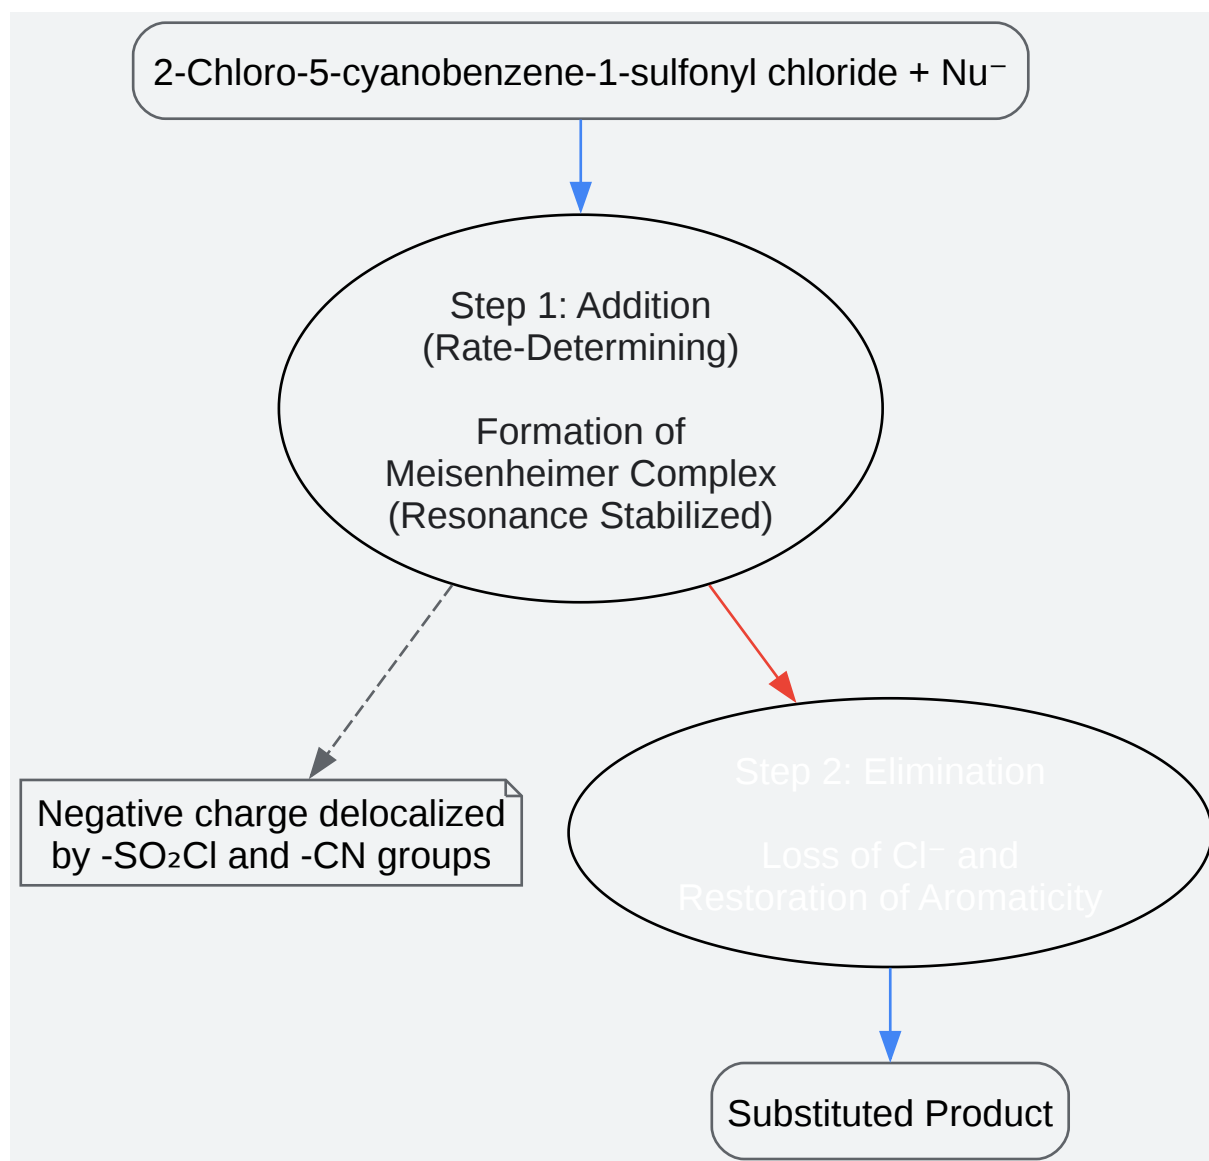 2-Chloro-5-cyanobenzene-1-sulfonyl chloride + Nu⁻
Step 1: Addition
(Rate-Determining)
Formation of
Meisenheimer Complex
(Resonance Stabilized)
Negative charge delocalized
by -SO₂Cl and -CN groups
Step 2: Elimination
Loss of Cl⁻ and
Restoration of Aromaticity
Substituted Product